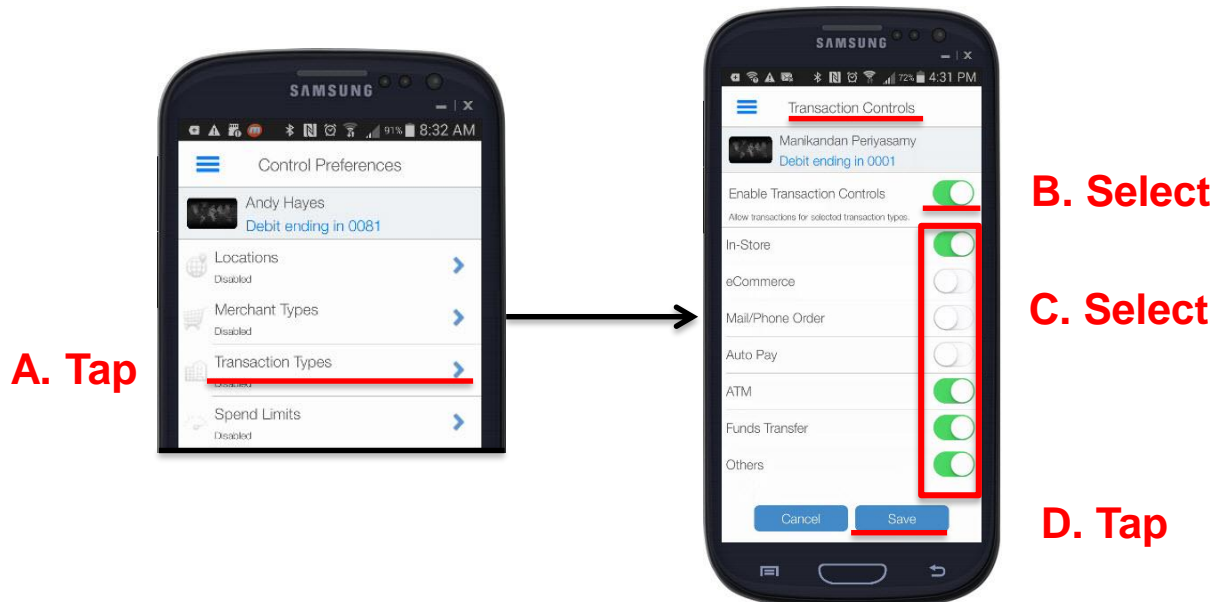 SAMSUNG
91% 8:32 AM
Control Preferences
Andy Hayes
Debit ending in 0081
Locations
Disabled
Merchant Types
Disabled
A. Tap
Transaction Types
Disabled
Spend Limits
Disabled
SAMSUNG
72% 4:31 PM
Transaction Controls
Manikandan Periyasamy
Debit ending in 0001
Enable Transaction Controls
Allow transactions for selected transaction types.
B. Select
In-Store
eCommerce
Mail/Phone Order
C. Select
Auto Pay
ATM
Funds Transfer
Others
Cancel Save
D. Tap